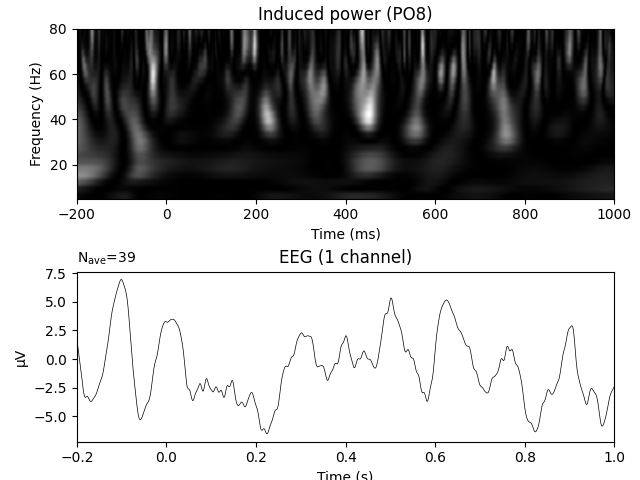 Induced power (PO8)
80
60
40
20
Frequency (Hz)
−200 0 200 400 600 800 1000
Time (ms)
Nave=39
EEG (1 channel)
7.5
5.0
2.5
0.0
−2.5
−5.0
µV
−0.2 0.0 0.2 0.4 0.6 0.8 1.0
Time (s)